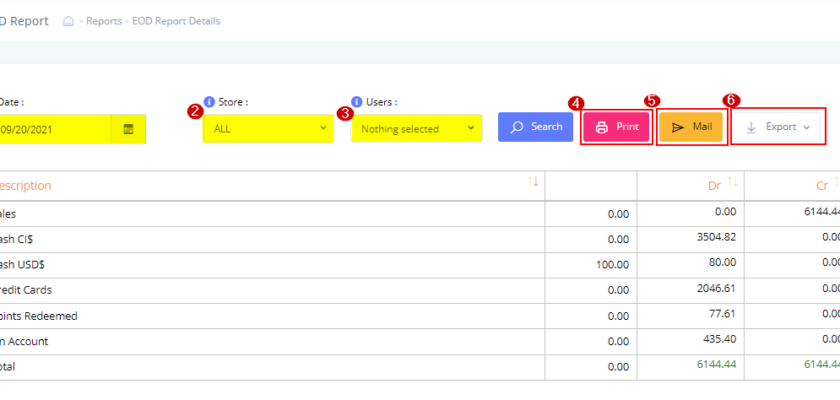 D Report Reports EOD Report Details
Date : 2 Store : 3 Users : 4 5 6
09/20/2021 ALL Nothing selected Search Print Mail Export
escription Dr Cr
ales 0.00 0.00 6144.44
ash CI$ 0.00 3504.82 0.00
ash USD$ 100.00 80.00 0.00
redit Cards 0.00 2046.61 0.00
oints Redeemed 0.00 77.61 0.00
n Account 0.00 435.40 0.00
otal 0.00 6144.44 6144.44